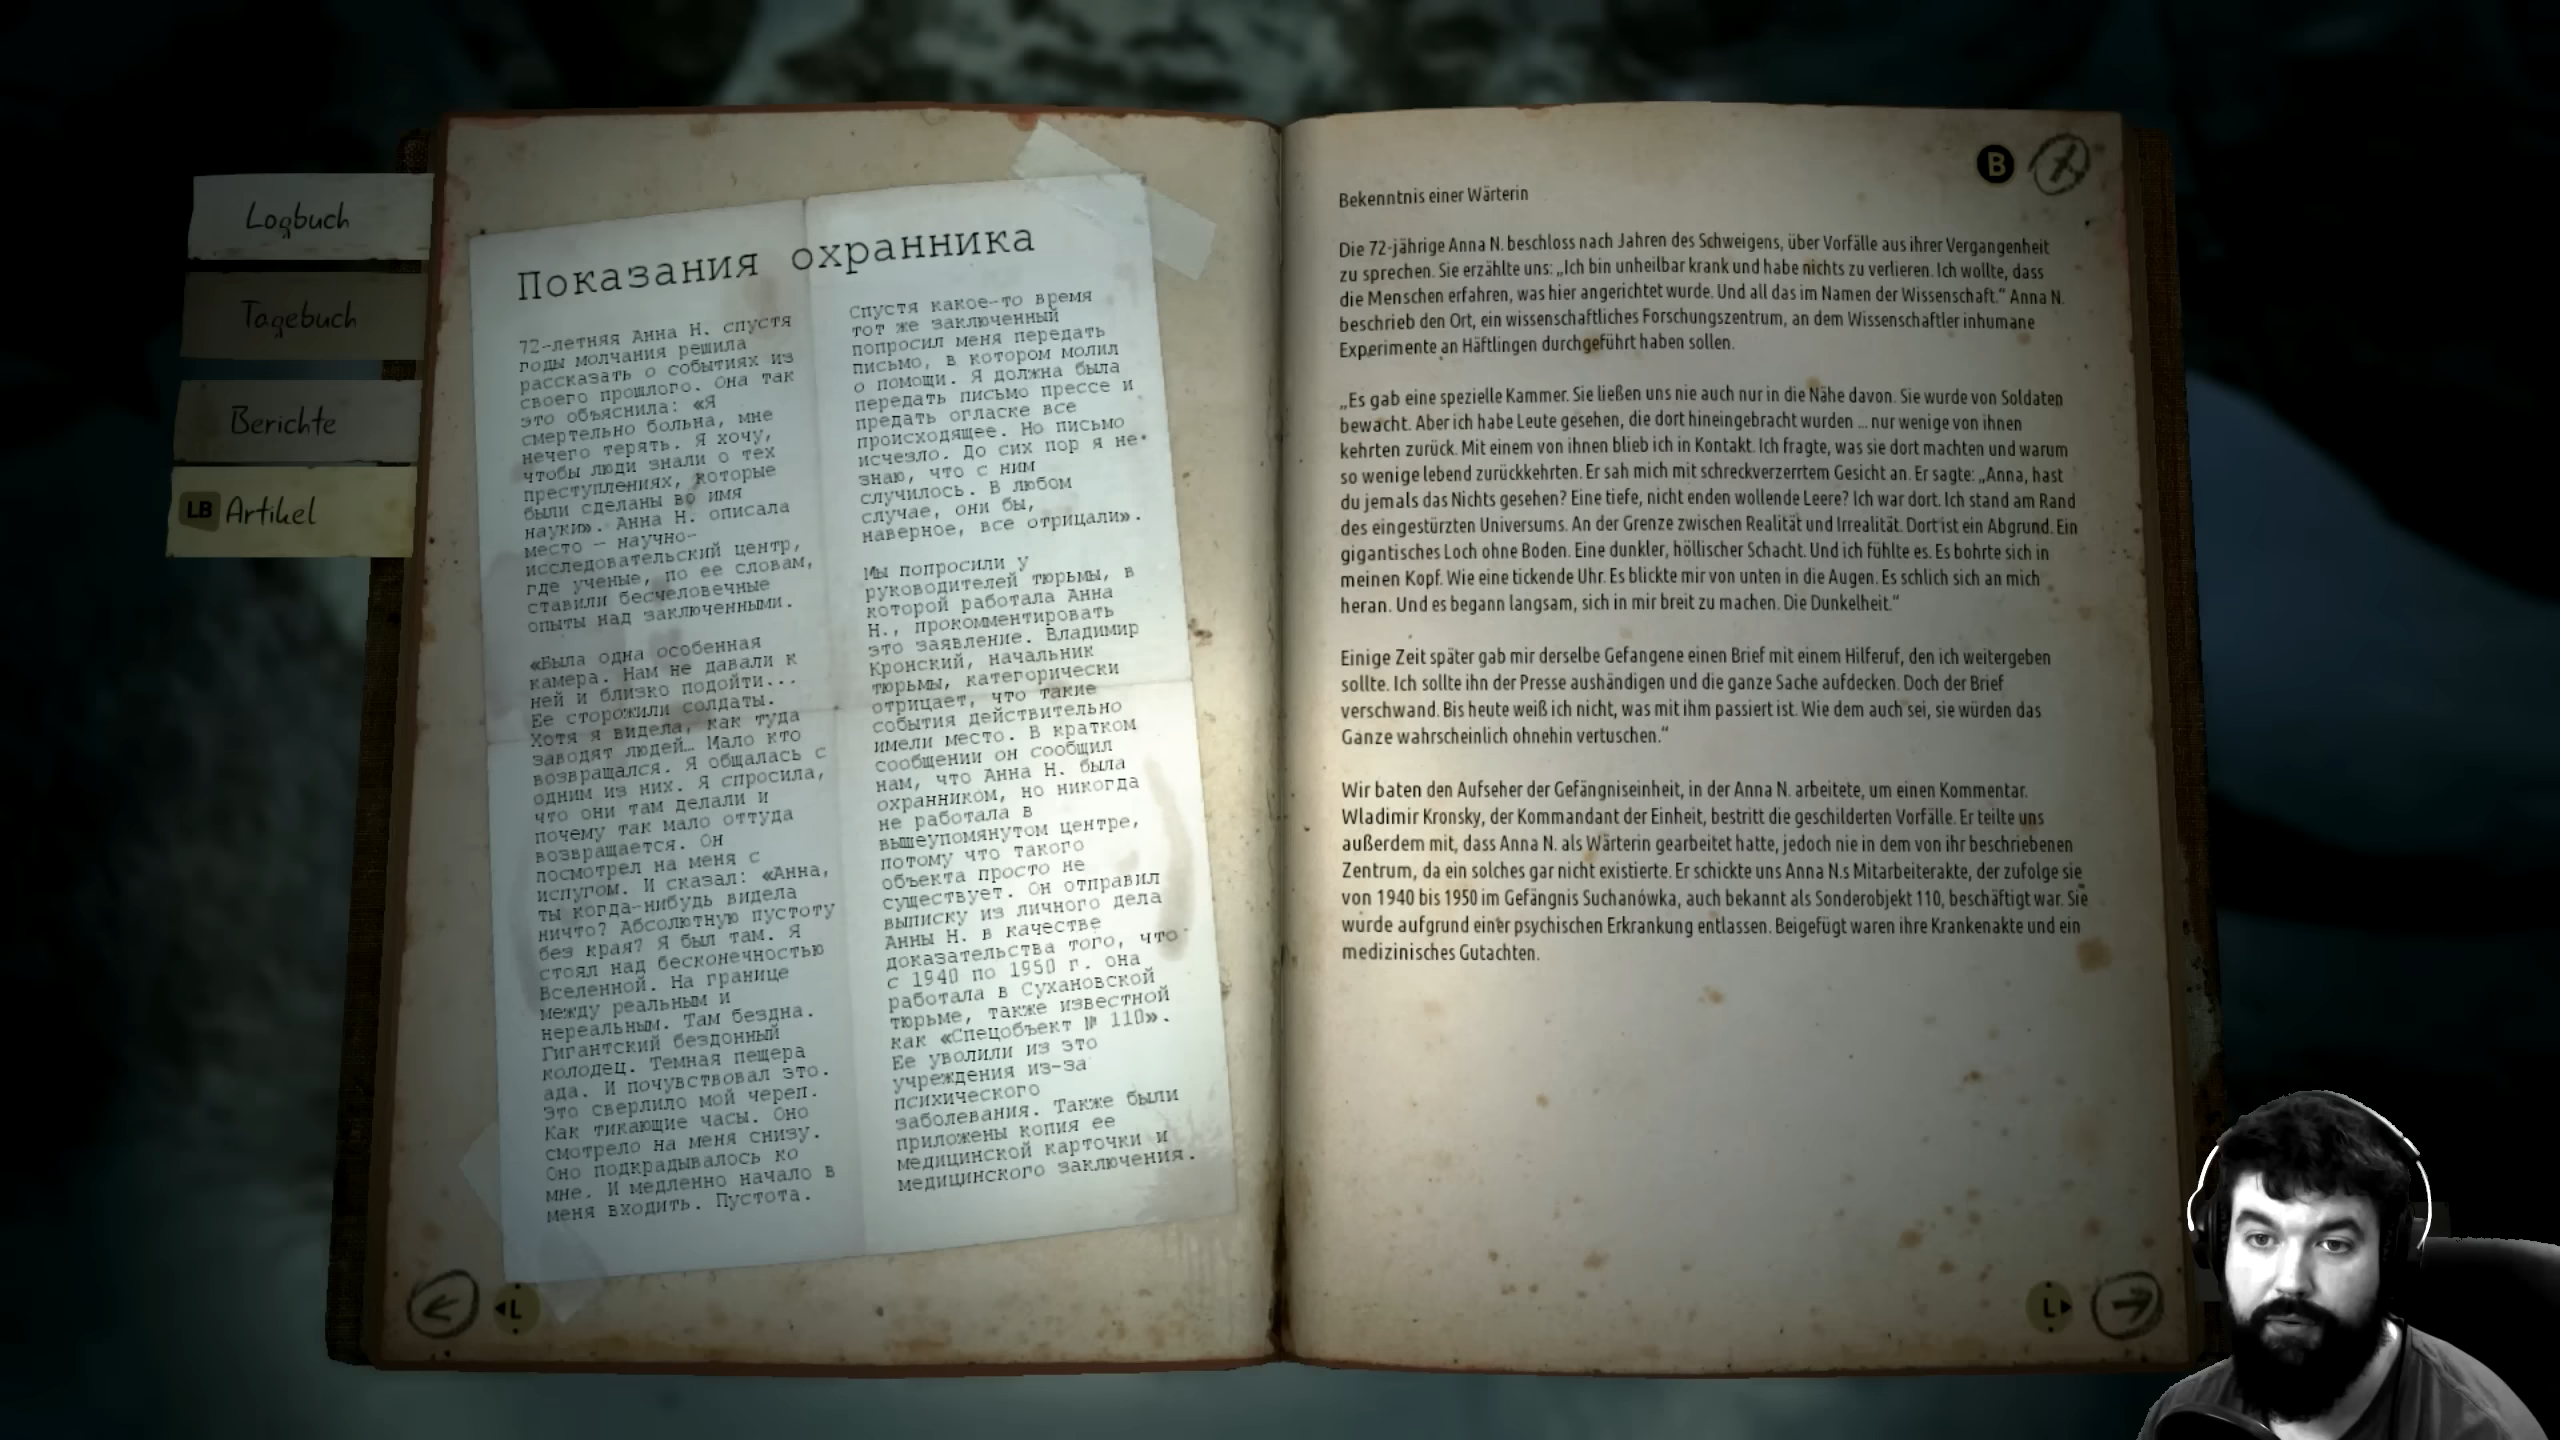 Logbuch
Tagebuch
Berichte
LB Artikel
Показания охранника
72-летняя Анна Н. спустя
годы молчания решила
рассказать о событиях из
своего прошлого. Она так
это объяснила: «Я
смертельно больна, мне
нечего терять. Я хочу,
чтобы люди знали о тех
преступлениях, которые
были сделаны во имя
науки». Анна Н. описала
место — научно-
исследовательский центр,
где ученые, по ее словам,
ставили бесчеловечные
опыты над заключенными.
«Была одна особенная
камера. Нам не давали к
ней и близко подойти...
Ее сторожили солдаты.
Хотя я видела, как туда
заводят людей… Мало кто
возвращался. Я общалась с
одним из них. Я спросила,
что они там делали и
почему так мало оттуда
возвращается. Он
посмотрел на меня с
испугом. И сказал: «Анна,
ты когда-нибудь видела
ничто? Абсолютную пустоту
без края? Я был там. Я
стоял над бесконечностью
Вселенной. На границе
между реальным и
нереальным. Там бездна.
Гигантский бездонный
колодец. Темная пещера
ада. И почувствовал это.
Это сверлило мой череп.
Как тикающие часы. Оно
смотрело на меня снизу.
Оно подкрадывалось ко
мне. И медленно начало в
меня входить. Пустота.
Спустя какое-то время
тот же заключенный
попросил меня передать
письмо, в котором молил
о помощи. Я должна была
передать письмо прессе и
предать огласке все
происходящее. Но письмо
исчезло. До сих пор я не
знаю, что с ним
случилось. В любом
случае, они бы,
наверное, все отрицали».
Мы попросили у
руководителей тюрьмы, в
которой работала Анна
Н., прокомментировать
это заявление. Владимир
Кронский, начальник
тюрьмы, категорически
отрицает, что такие
события действительно
имели место. В кратком
сообщении он сообщил
нам, что Анна Н. была
охранником, но никогда
не работала в
вышеупомянутом центре,
потому что такого
объекта просто не
существует. Он отправил
выписку из личного дела
Анны Н. в качестве
доказательства того, что
с 1940 по 1950 г. она
работала в Сухановской
тюрьме, также известной
как «Спецобъект № 110».
Ее уволили из это
учреждения из-за
психического
заболевания. Также были
приложены копия ее
медицинской карточки и
медицинского заключения.
L
B
Bekenntnis einer Wärterin
Die 72-jährige Anna N. beschloss nach Jahren des Schweigens, über Vorfälle aus ihrer Vergangenheit
zu sprechen. Sie erzählte uns: „Ich bin unheilbar krank und habe nichts zu verlieren. Ich wollte, dass
die Menschen erfahren, was hier angerichtet wurde. Und all das im Namen der Wissenschaft.“ Anna N.
beschrieb den Ort, ein wissenschaftliches Forschungszentrum, an dem Wissenschaftler inhumane
Experimente an Häftlingen durchgeführt haben sollen.
„Es gab eine spezielle Kammer. Sie ließen uns nie auch nur in die Nähe davon. Sie wurde von Soldaten
bewacht. Aber ich habe Leute gesehen, die dort hineingebracht wurden ... nur wenige von ihnen
kehrten zurück. Mit einem von ihnen blieb ich in Kontakt. Ich fragte, was sie dort machten und warum
so wenige lebend zurückkehrten. Er sah mich mit schreckverzerrtem Gesicht an. Er sagte: „Anna, hast
du jemals das Nichts gesehen? Eine tiefe, nicht enden wollende Leere? Ich war dort. Ich stand am Rand
des eingestürzten Universums. An der Grenze zwischen Realität und Irrealität. Dort ist ein Abgrund. Ein
gigantisches Loch ohne Boden. Eine dunkler, höllischer Schacht. Und ich fühlte es. Es bohrte sich in
meinen Kopf. Wie eine tickende Uhr. Es blickte mir von unten in die Augen. Es schlich sich an mich
heran. Und es begann langsam, sich in mir breit zu machen. Die Dunkelheit.“
Einige Zeit später gab mir derselbe Gefangene einen Brief mit einem Hilferuf, den ich weitergeben
sollte. Ich sollte ihn der Presse aushändigen und die ganze Sache aufdecken. Doch der Brief
verschwand. Bis heute weiß ich nicht, was mit ihm passiert ist. Wie dem auch sei, sie würden das
Ganze wahrscheinlich ohnehin vertuschen.“
Wir baten den Aufseher der Gefängniseinheit, in der Anna N. arbeitete, um einen Kommentar.
Wladimir Kronsky, der Kommandant der Einheit, bestritt die geschilderten Vorfälle. Er teilte uns
außerdem mit, dass Anna N. als Wärterin gearbeitet hatte, jedoch nie in dem von ihr beschriebenen
Zentrum, da ein solches gar nicht existierte. Er schickte uns Anna N.s Mitarbeiterakte, der zufolge sie
von 1940 bis 1950 im Gefängnis Suchanówka, auch bekannt als Sonderobjekt 110, beschäftigt war. Sie
wurde aufgrund einer psychischen Erkrankung entlassen. Beigefügt waren ihre Krankenakte und ein
medizinisches Gutachten.
L